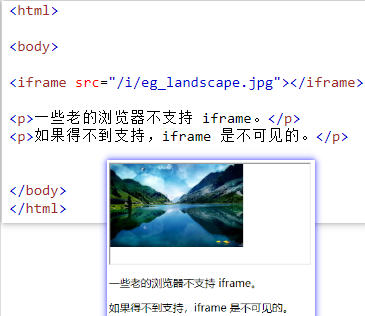 <html>
<body>
<iframe src="/i/eg_landscape.jpg"></iframe>
<p>一些老的浏览器不支持 iframe。</p>
<p>如果得不到支持，iframe 是不可见的。</p>
</body>
</html>
一些老的浏览器不支持 iframe。
如果得不到支持，iframe 是不可见的。